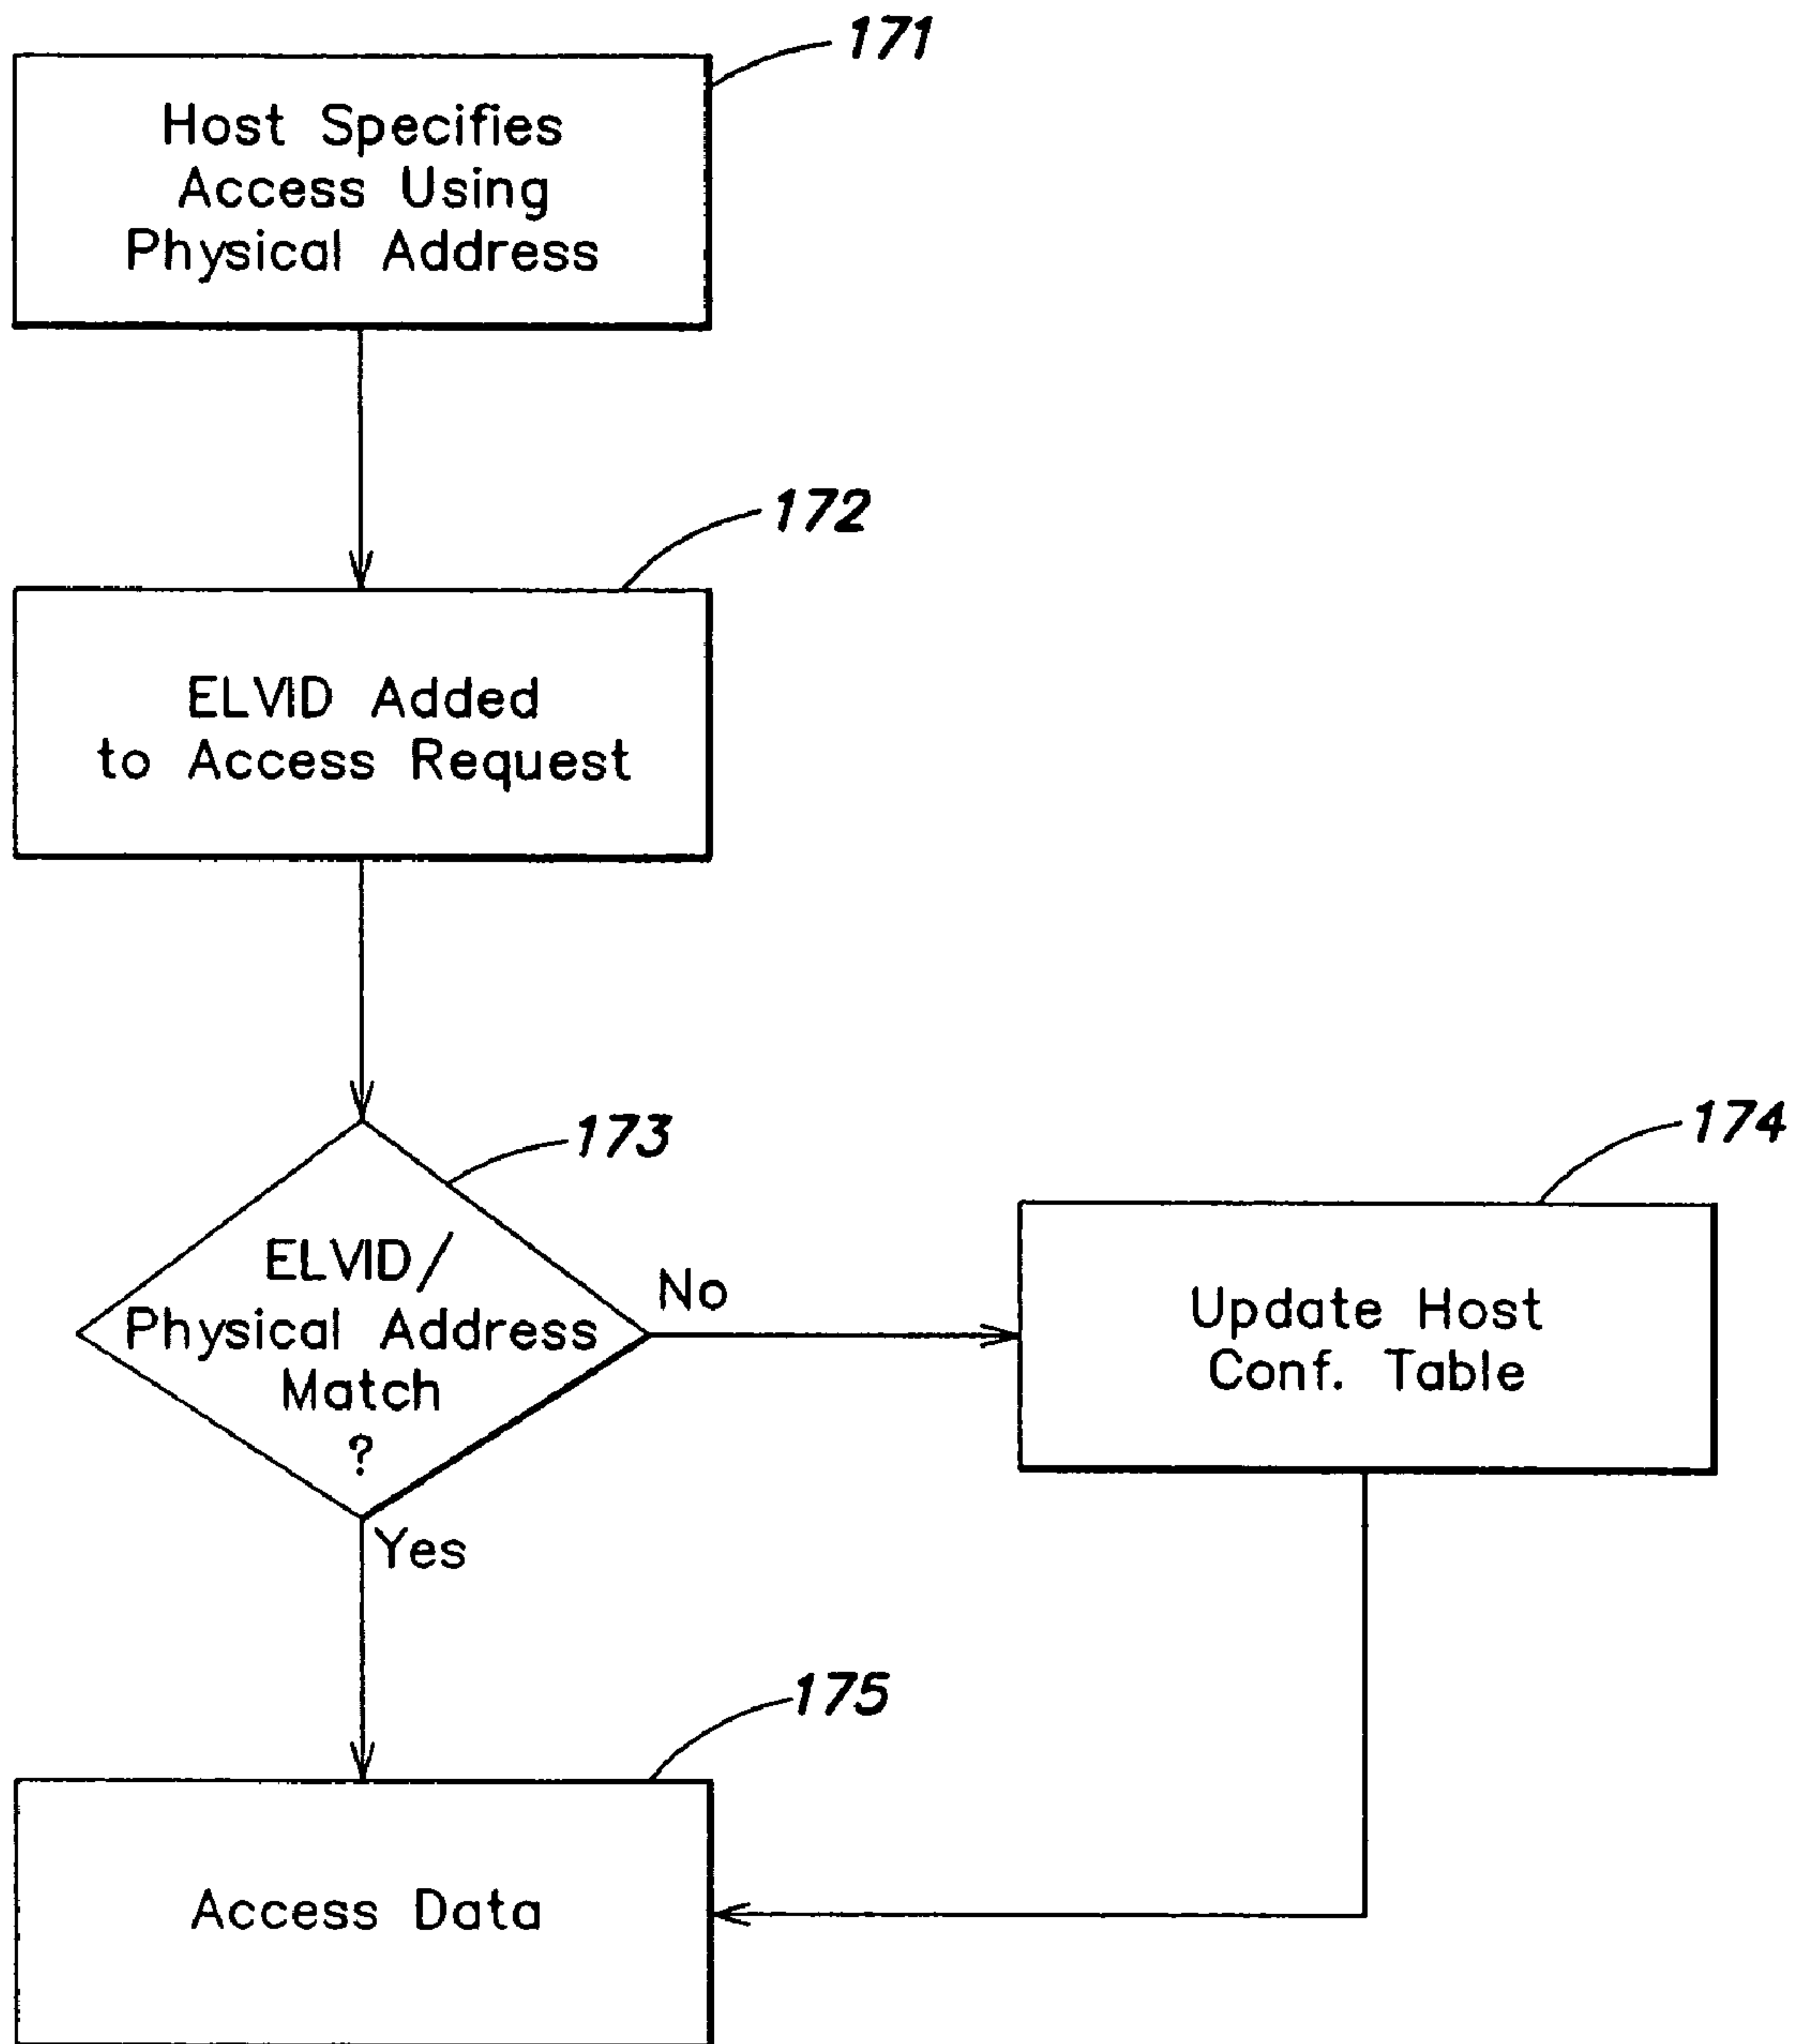 171
Host Specifies
Access Using
Physical Address
172
ELVID Added
to Access Request
173
ELVID/
Physical Address
Match
?
No
Yes
174
Update Host
Conf. Table
175
Access Data